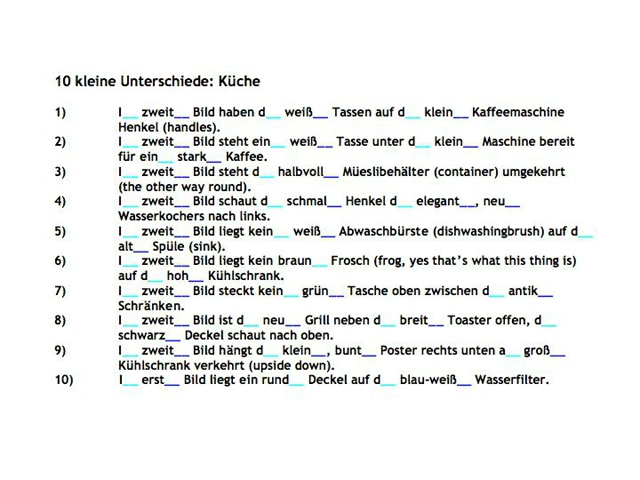 10 kleine Unterschiede: Küche
1) I__ zweit__ Bild haben d__ weiß__ Tassen auf d__ klein__ Kaffeemaschine
Henkel (handles).
2) I__ zweit__ Bild steht ein__ weiß__ Tasse unter d__ klein__ Maschine bereit
für ein__ stark__ Kaffee.
3) I__ zweit__ Bild steht d__ halbvoll__ Müeslibehälter (container) umgekehrt
(the other way round).
4) I__ zweit__ Bild schaut d__ schmal__ Henkel d__ elegant__, neu__
Wasserkochers nach links.
5) I__ zweit__ Bild liegt kein__ weiß__ Abwaschbürste (dishwashingbrush) auf d__
alt__ Spüle (sink).
6) I__ zweit__ Bild liegt kein braun__ Frosch (frog, yes that's what this thing is)
auf d__ hoh__ Kühlschrank.
7) I__ zweit__ Bild steckt kein__ grün__ Tasche oben zwischen d__ antik__
Schränken.
8) I__ zweit__ Bild ist d__ neu__ Grill neben d__ breit__ Toaster offen, d__
schwarz__ Deckel schaut nach oben.
9) I__ zweit__ Bild hängt d__ klein__, bunt__ Poster rechts unten a__ groß__
Kühlschrank verkehrt (upside down).
10) I__ erst__ Bild liegt ein rund__ Deckel auf d__ blau-weiß__ Wasserfilter.